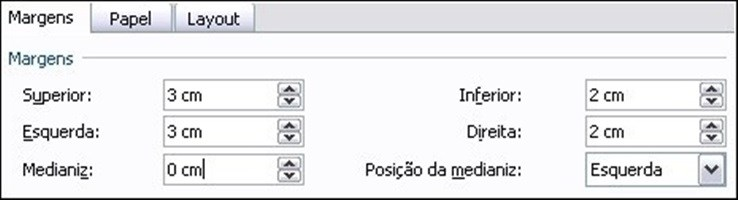 Margens Papel Layout
Margens
Superior: 3 cm Inferior: 2 cm
Esquerda: 3 cm Direita: 2 cm
Medianiz: 0 cm Posição da medianiz: Esquerda